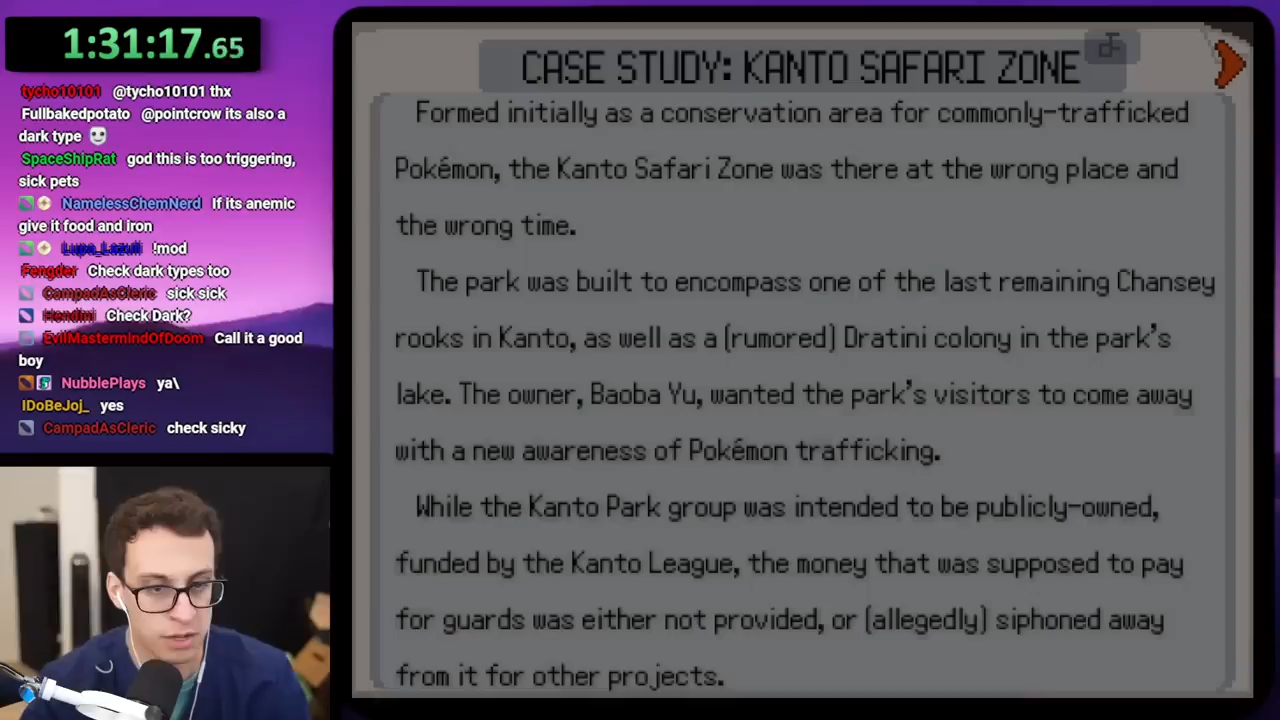 1:31:17.65
tycho10101 @tycho10101 thx
Fullbakedpotato @pointcrow its also a
dark type
SpaceShipRat god this is too triggering,
sick pets
NamelessChemNerd If its anemic
give it food and iron
Lupa_Lazuli !mod
Fengder Check dark types too
CampadAsCleric sick sick
Hendini Check Dark?
EvilMastermindOfDoom Call it a good
boy
NubblePlays ya\
IDoBeJoj_ yes
CampadAsCleric check sicky
CASE STUDY: KANTO SAFARI ZONE
Formed initially as a conservation area for commonly-trafficked
Pokémon, the Kanto Safari Zone was there at the wrong place and
the wrong time.
The park was built to encompass one of the last remaining Chansey
rooks in Kanto, as well as a (rumored) Dratini colony in the park's
lake. The owner, Baoba Yu, wanted the park's visitors to come away
with a new awareness of Pokémon trafficking.
While the Kanto Park group was intended to be publicly-owned,
funded by the Kanto League, the money that was supposed to pay
for guards was either not provided, or (allegedly) siphoned away
from it for other projects.